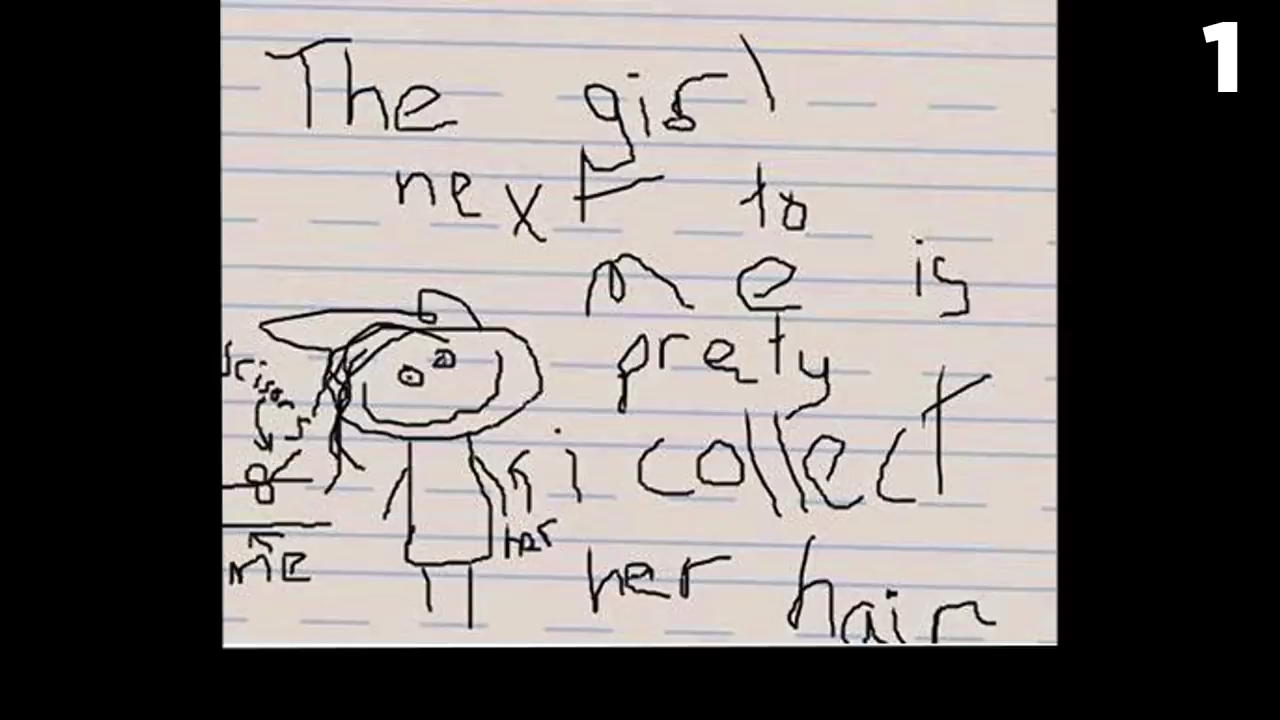 1
The girl
next to
me is
prety
i collect
her hair
scisors
her
me